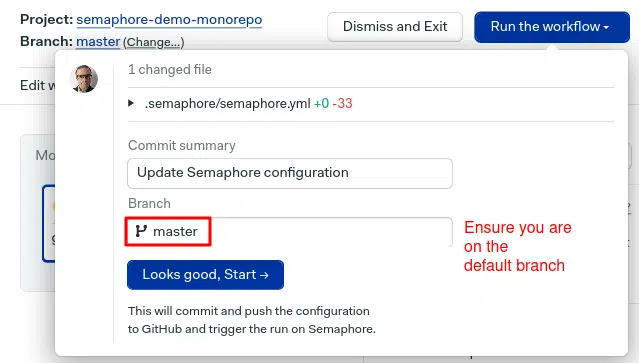 Project: semaphore-demo-monorepo
Branch: master (Change...)
Dismiss and Exit
Run the workflow
Edit w
1 changed file
.semaphore/semaphore.yml +0 -33
Commit summary
Update Semaphore configuration
Branch
master
Ensure you are
on the
default branch
Looks good, Start →
This will commit and push the configuration
to GitHub and trigger the run on Semaphore.